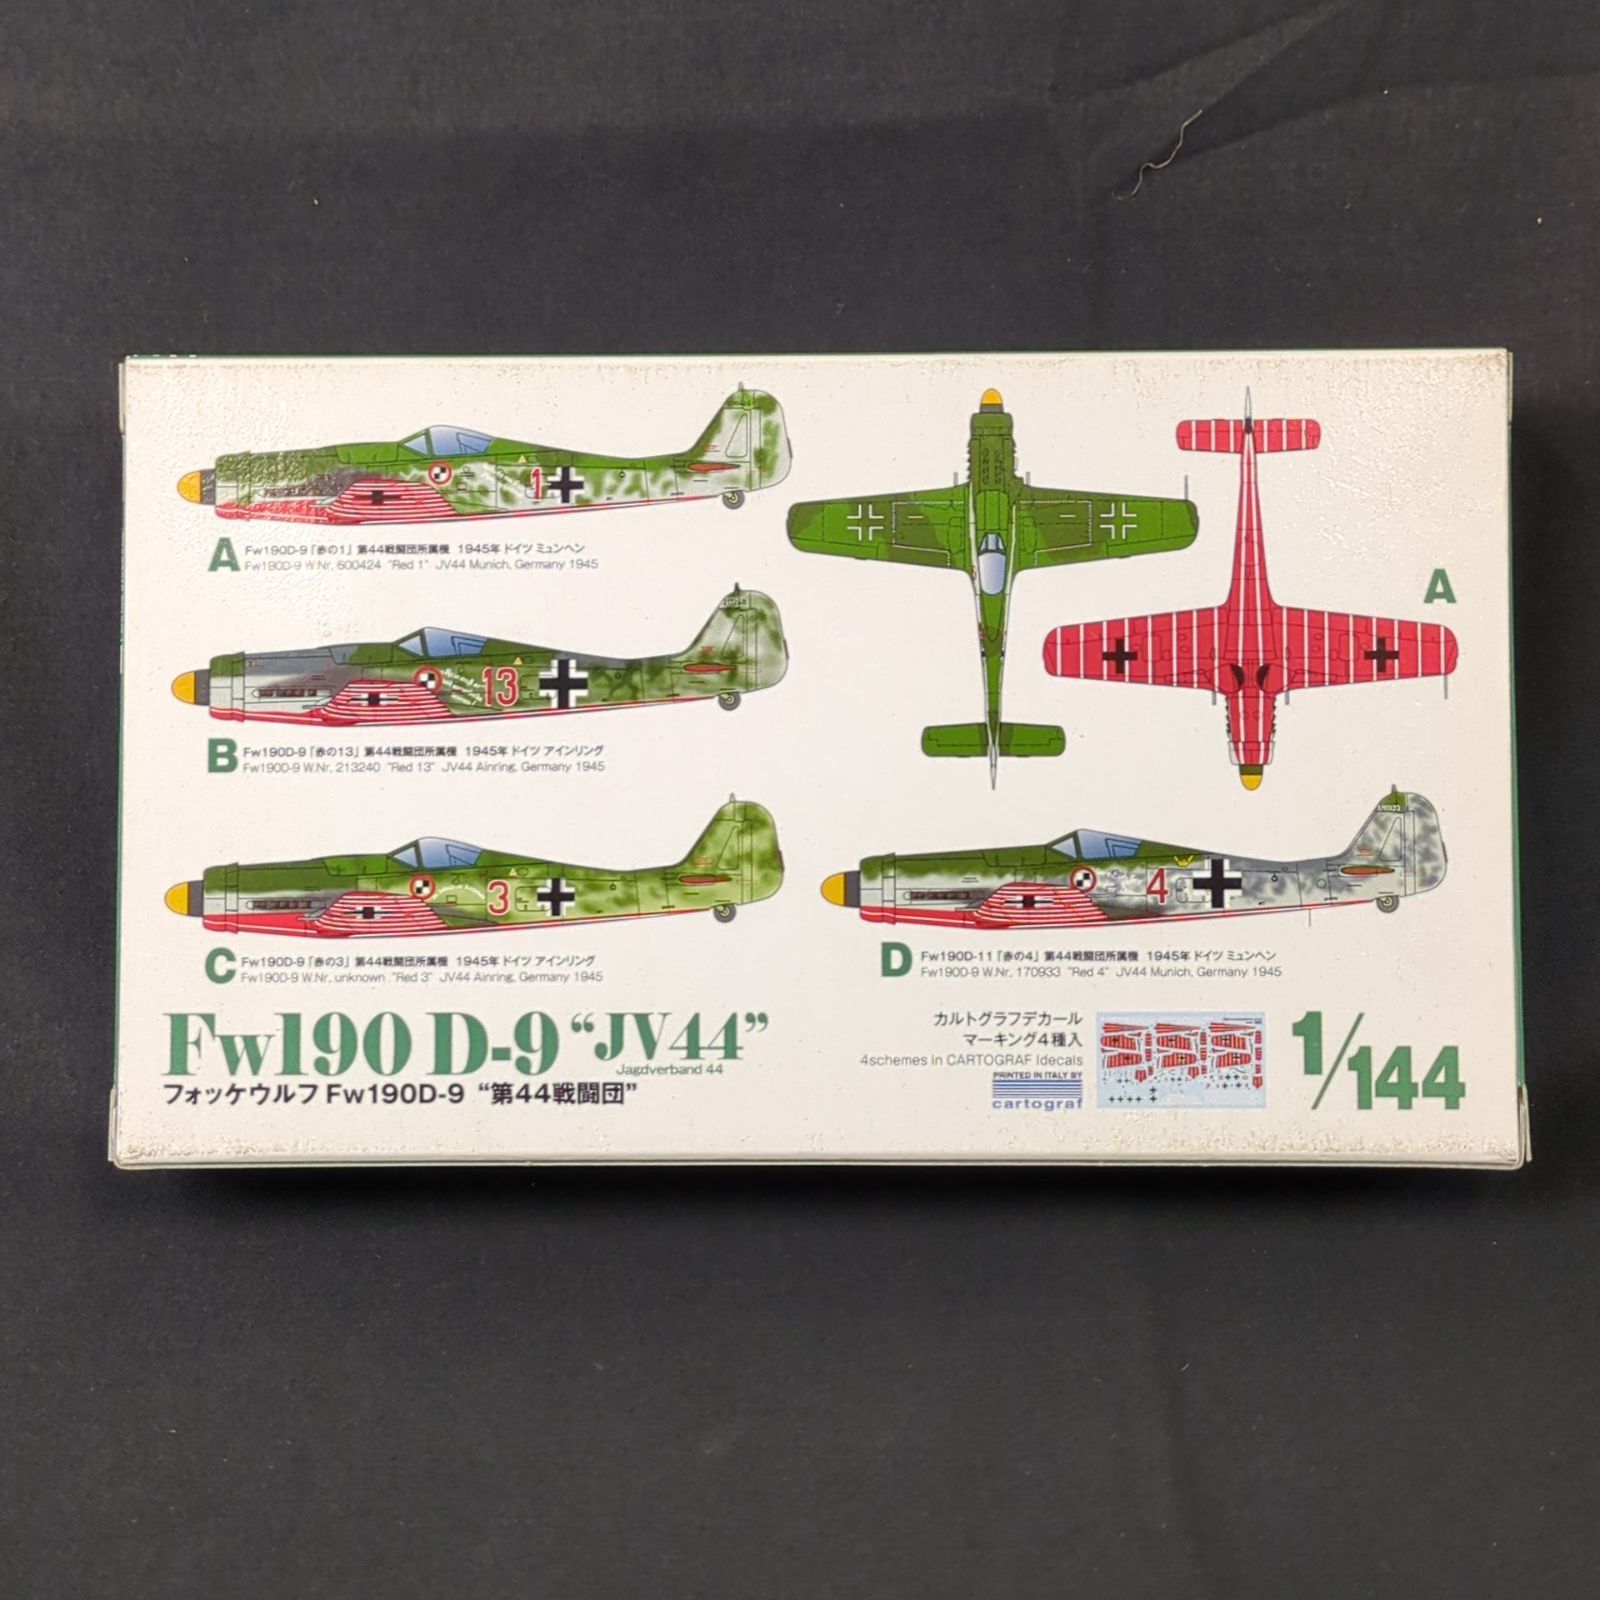 1
A Fw190D-9「赤の1」第44戦闘団所属機 1945年 ドイツ ミュンヘン
Fw190D-9 W.Nr. 600424 "Red 1" JV44 Munich, Germany 1945
A
13
B Fw190D-9「赤の13」第44戦闘団所属機 1945年 ドイツ アインリング
Fw190D-9 W.Nr. 213240 "Red 13" JV44 Ainring, Germany 1945
3
C Fw190D-9「赤の3」第44戦闘団所属機 1945年 ドイツ アインリング
Fw190D-9 W.Nr. unknown "Red 3" JV44 Ainring, Germany 1945
4
D Fw190D-11「赤の4」第44戦闘団所属機 1945年 ドイツ ミュンヘン
Fw190D-9 W.Nr. 170933 "Red 4" JV44 Munich, Germany 1945
Fw190 D-9 "JV44"
Jagdverband 44
フォッケウルフ Fw190D-9 "第44戦闘団"
カルトグラフデカール
マーキング4種入
4schemes in CARTOGRAF ldecals
PRINTED IN ITALY BY
cartograf
1/144